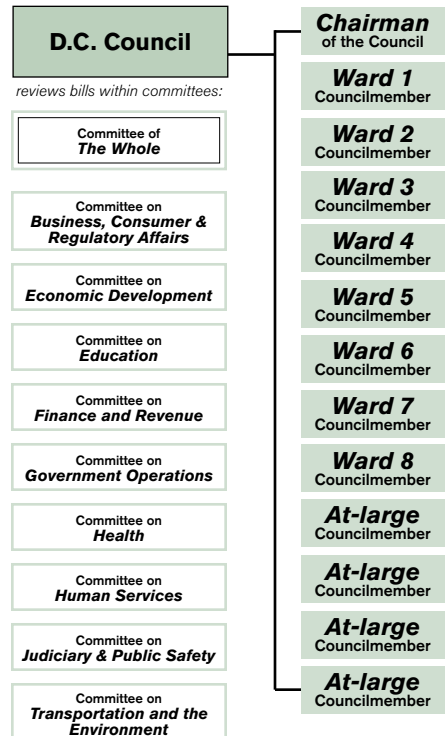 D.C. Council
reviews bills within committees:
Committee of
The Whole
Committee on
Business, Consumer &
Regulatory Affairs
Committee on
Economic Development
Committee on
Education
Committee on
Finance and Revenue
Committee on
Government Operations
Committee on
Health
Committee on
Human Services
Committee on
Judiciary & Public Safety
Committee on
Transportation and the
Environment
Chairman
of the Council
Ward 1
Councilmember
Ward 2
Councilmember
Ward 3
Councilmember
Ward 4
Councilmember
Ward 5
Councilmember
Ward 6
Councilmember
Ward 7
Councilmember
Ward 8
Councilmember
At-large
Councilmember
At-large
Councilmember
At-large
Councilmember
At-large
Councilmember